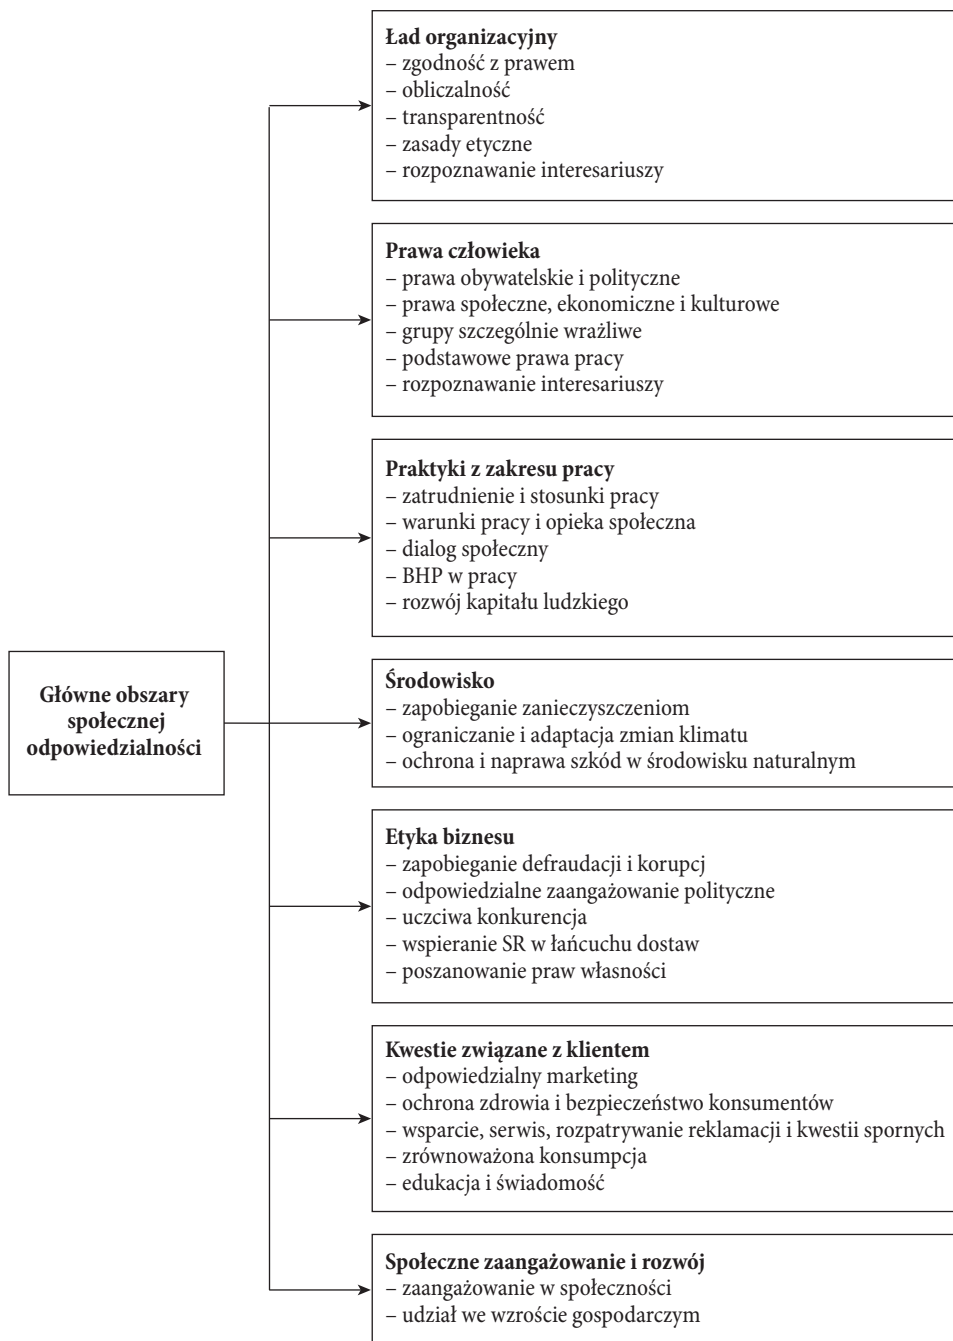 Ład organizacyjny
– zgodność z prawem
– obliczalność
– transparentność
– zasady etyczne
– rozpoznawanie interesariuszy
Prawa człowieka
– prawa obywatelskie i polityczne
– prawa społeczne, ekonomiczne i kulturowe
– grupy szczególnie wrażliwe
– podstawowe prawa pracy
– rozpoznawanie interesariuszy
Praktyki z zakresu pracy
– zatrudnienie i stosunki pracy
– warunki pracy i opieka społeczna
– dialog społeczny
– BHP w pracy
– rozwój kapitału ludzkiego
Główne obszary
społecznej
odpowiedzialności
Środowisko
– zapobieganie zanieczyszczeniom
– ograniczanie i adaptacja zmian klimatu
– ochrona i naprawa szkód w środowisku naturalnym
Etyka biznesu
– zapobieganie defraudacji i korupcj
– odpowiedzialne zaangażowanie polityczne
– uczciwa konkurencja
– wspieranie SR w łańcuchu dostaw
– poszanowanie praw własności
Kwestie związane z klientem
– odpowiedzialny marketing
– ochrona zdrowia i bezpieczeństwo konsumentów
– wsparcie, serwis, rozpatrywanie reklamacji i kwestii spornych
– zrównoważona konsumpcja
– edukacja i świadomość
Społeczne zaangażowanie i rozwój
– zaangażowanie w społeczności
– udział we wzroście gospodarczym